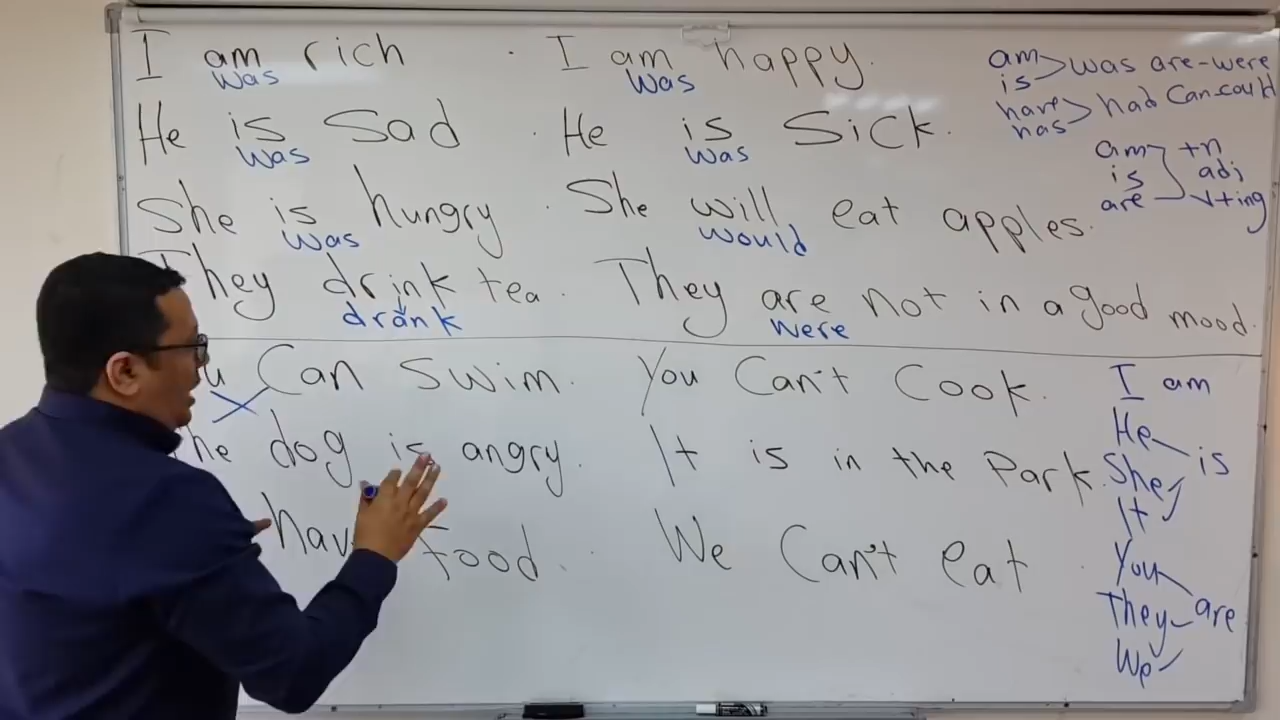 I am rich . I am happy.
was was
He is Sad . He is Sick.
was was
She is hungry . She will eat apples.
was would
They drink tea . They are not in a good mood.
drank were
Can Swim. You Can't Cook.
dog is angry. It is in the Park.
food . We Can't eat .
am is > was are-were
have has > had Can-could
am +n
is adj
are v+ing
I am
He
She is
It
You
They are
We